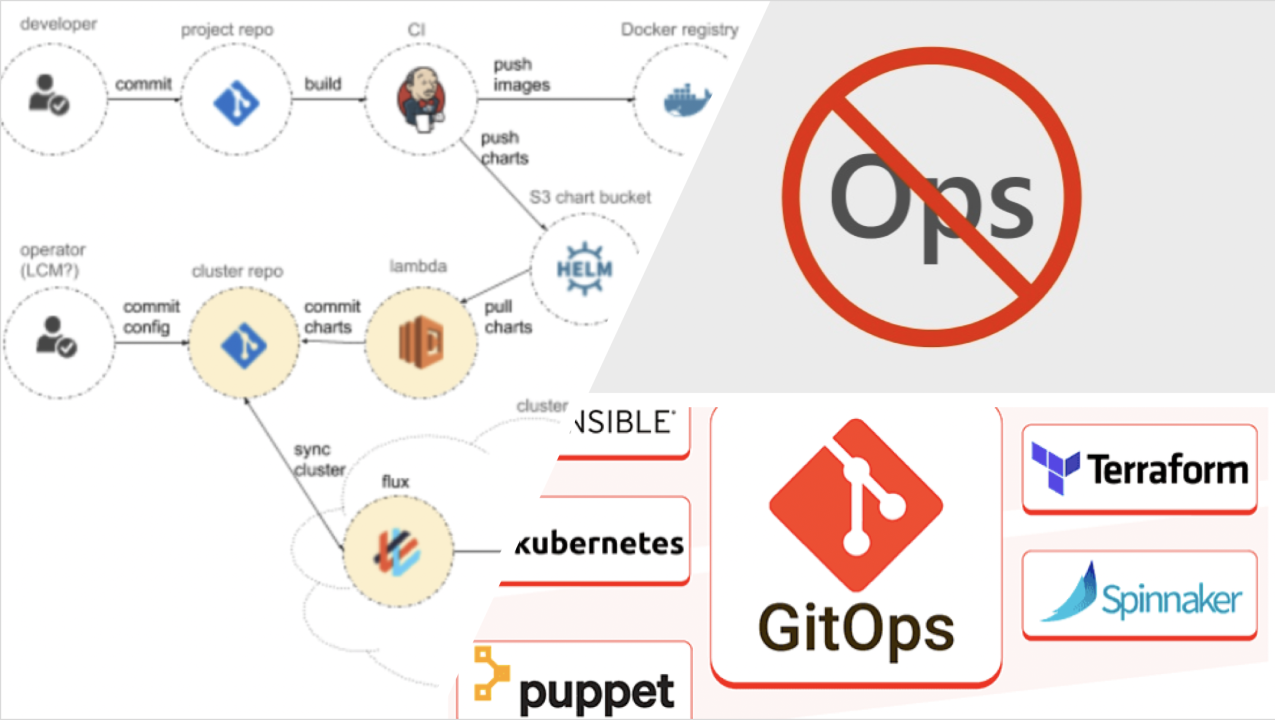 developer
project repo
CI
Docker registry
commit
build
push
images
push
charts
S3 chart bucket
HELM
operator
(LCM?)
cluster repo
lambda
commit
config
commit
charts
pull
charts
cluster
sync
cluster
flux
Ops
NSIBLE
kubernetes
puppet
GitOps
Terraform
Spinnaker